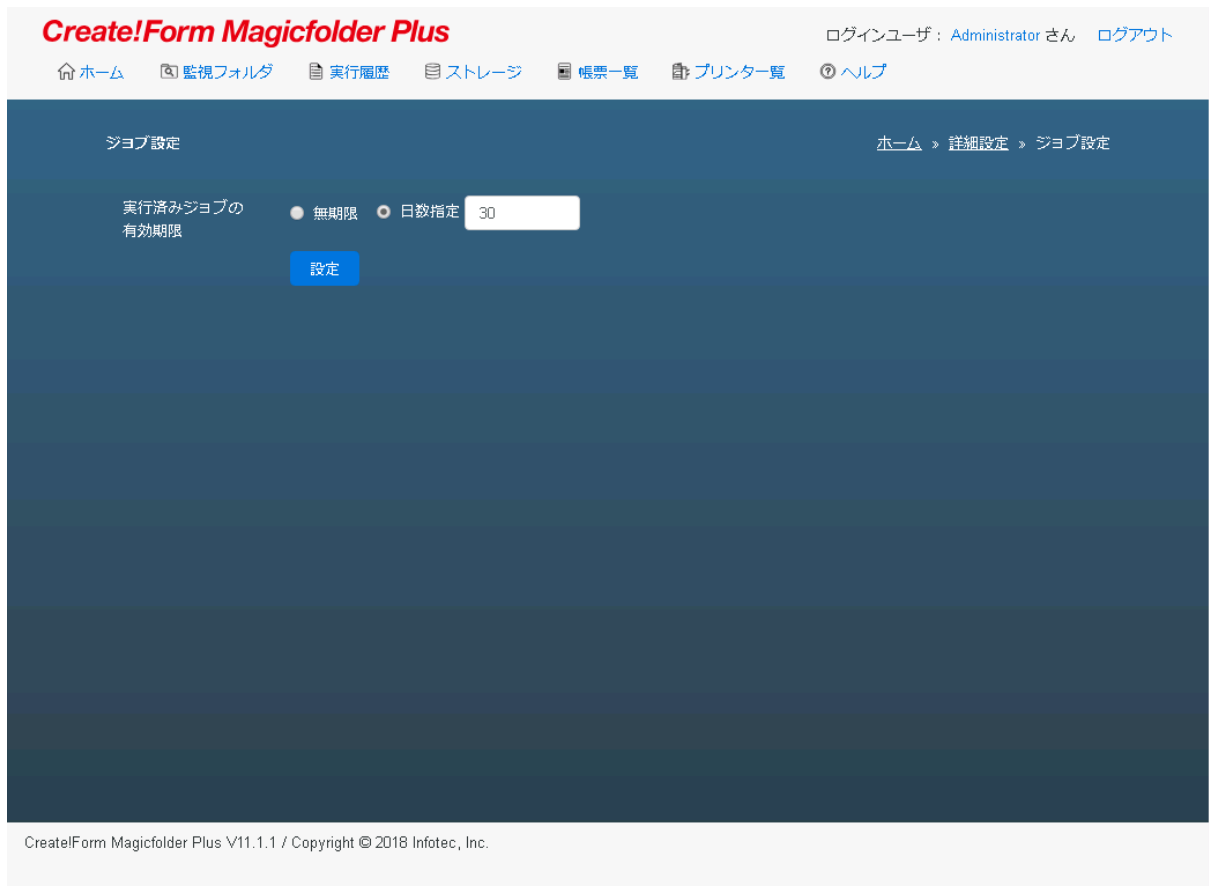 Create!Form Magicfolder Plus
ログインユーザ： Administrator さん ログアウト
ホーム 監視フォルダ 実行履歴 ストレージ 帳票一覧 プリンター覧 ヘルプ
ジョブ設定
ホーム » 詳細設定 » ジョブ設定
実行済みジョブの
有効期限
無期限 日数指定 30
設定
Create!Form Magicfolder Plus V11.1.1 / Copyright © 2018 Infotec, Inc.